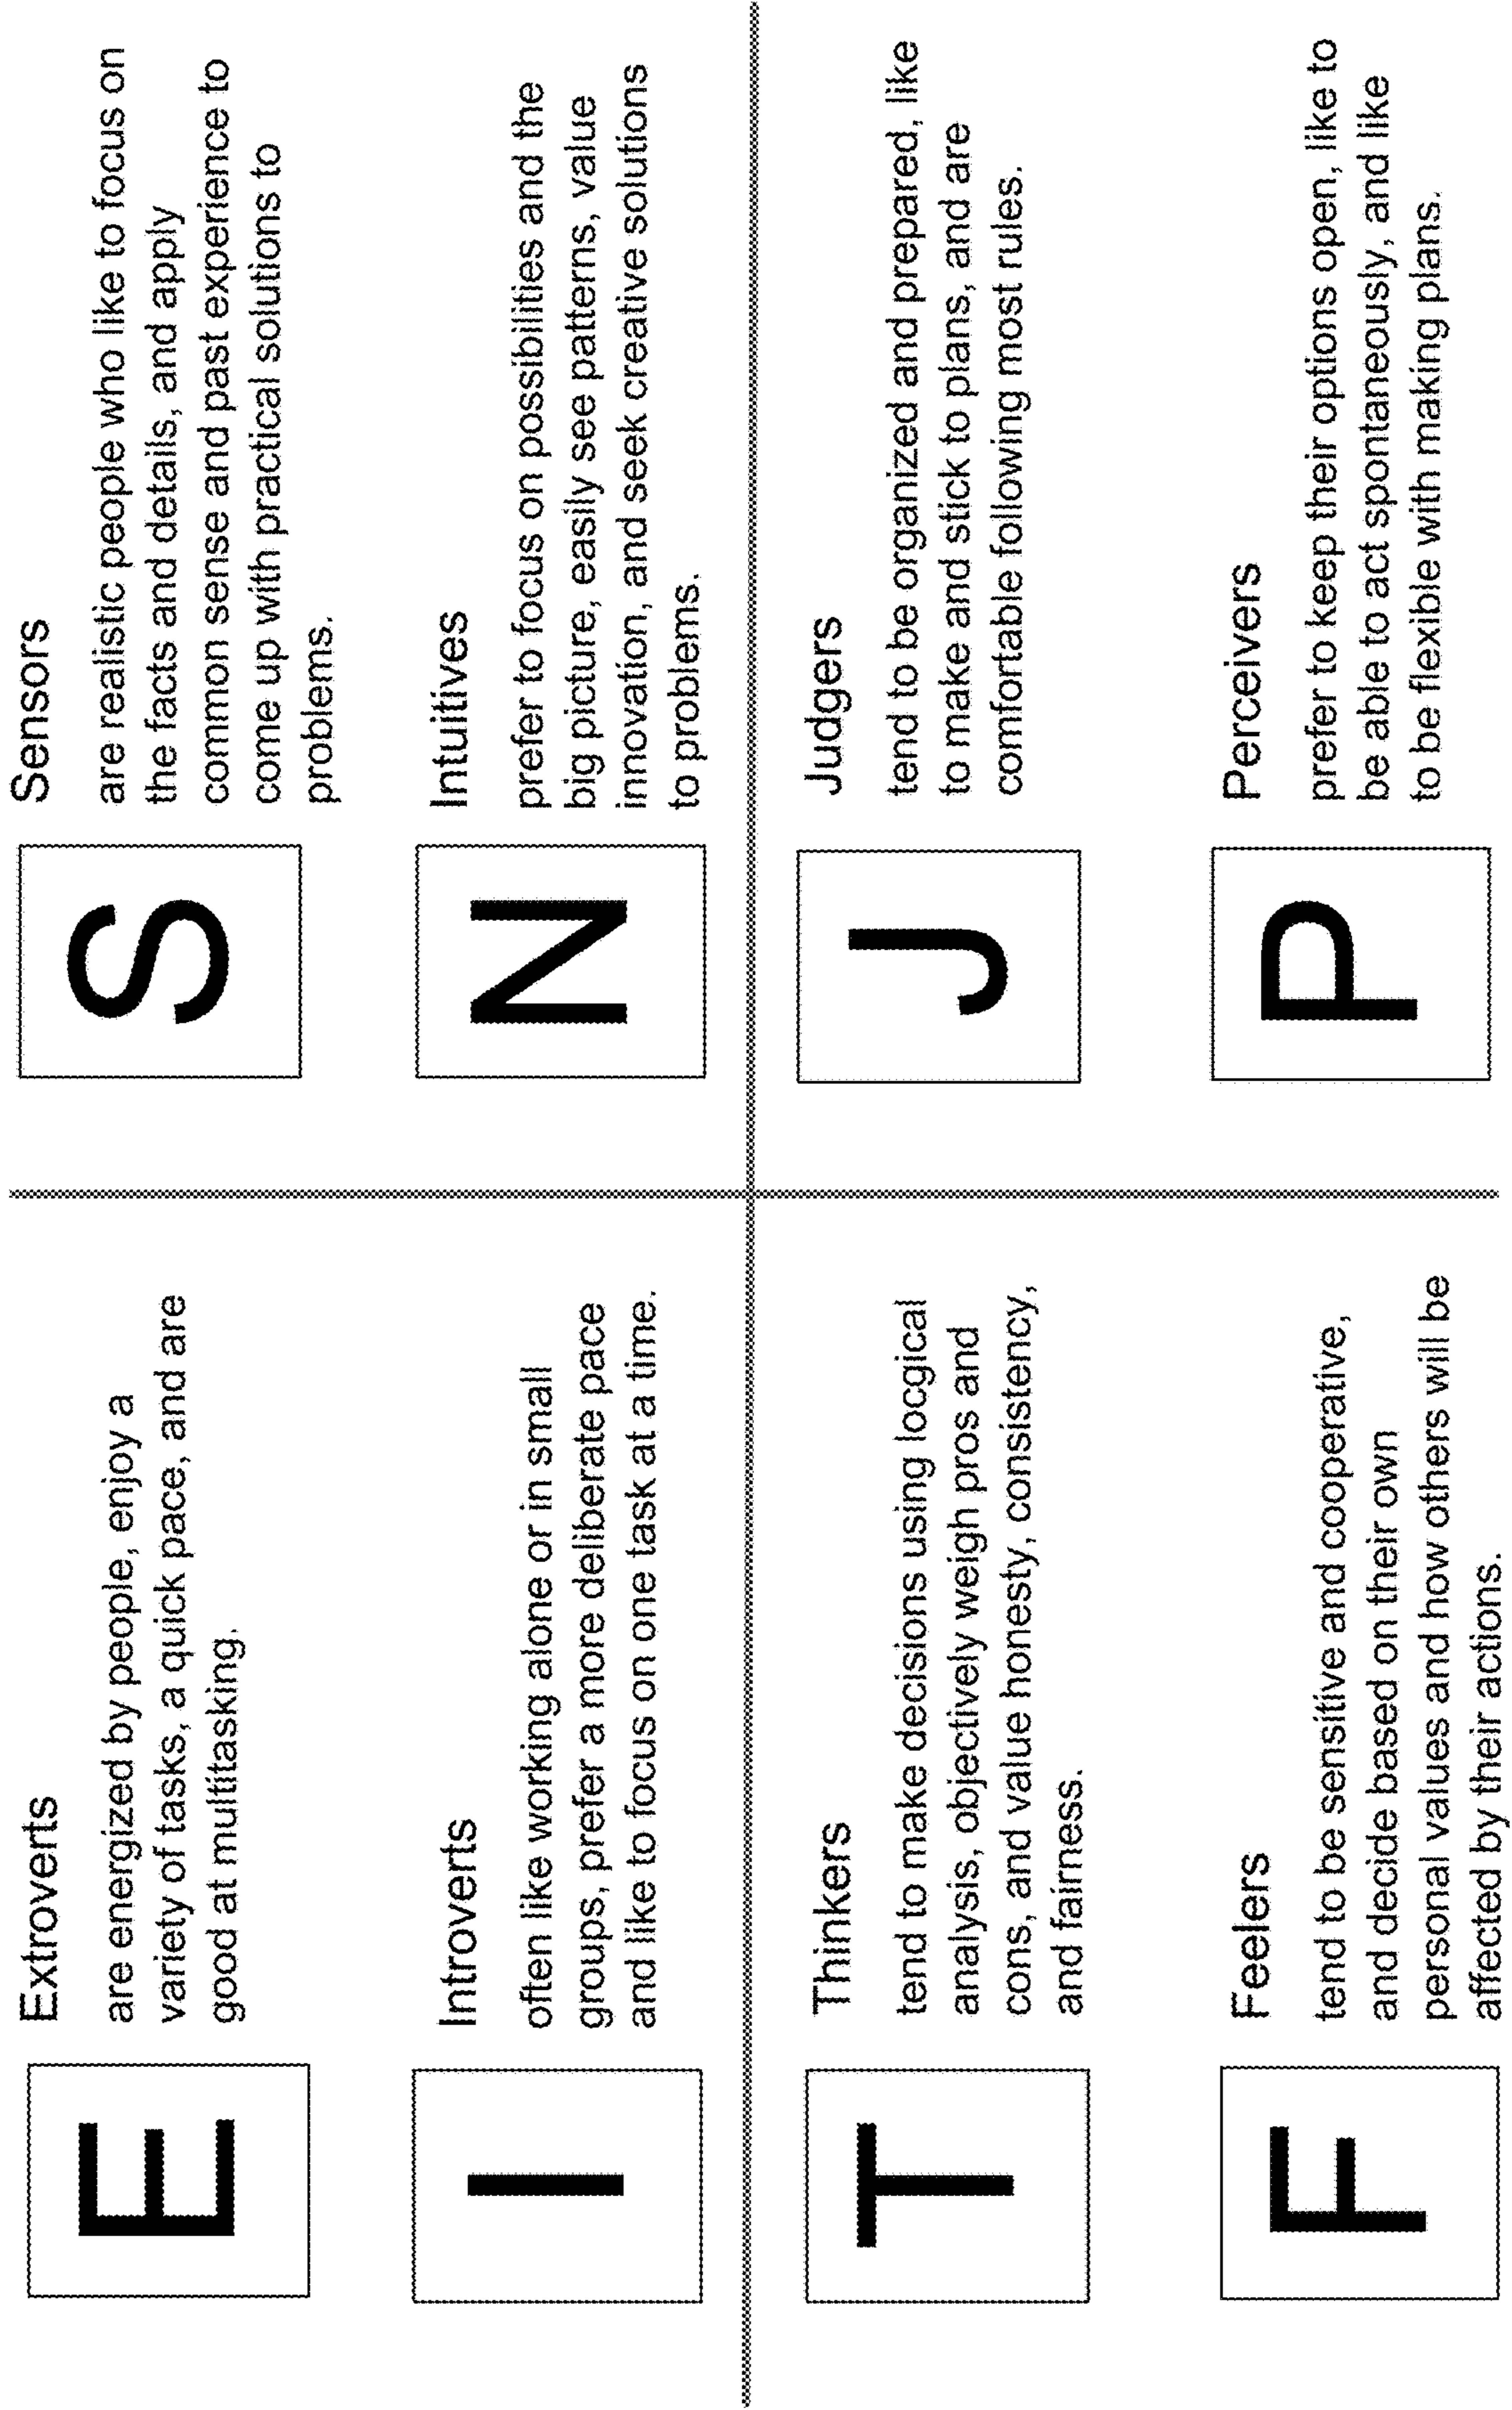 E
Extroverts
are energized by people, enjoy a
variety of tasks, a quick pace, and are
good at multitasking.
I
Introverts
often like working alone or in small
groups, prefer a more deliberate pace
and like to focus on one task at a time.
S
Sensors
are realistic people who like to focus on
the facts and details, and apply
common sense and past experience to
come up with practical solutions to
problems.
N
Intuitives
prefer to focus on possibilities and the
big picture, easily see patterns, value
innovation, and seek creative solutions
to problems.
T
Thinkers
tend to make decisions using locgical
analysis, objectively weigh pros and
cons, and value honesty, consistency,
and fairness.
F
Feelers
tend to be sensitive and cooperative,
and decide based on their own
personal values and how others will be
affected by their actions.
J
Judgers
tend to be organized and prepared, like
to make and stick to plans, and are
comfortable following most rules.
P
Perceivers
prefer to keep their options open, like to
be able to act spontaneously, and like
to be flexible with making plans.